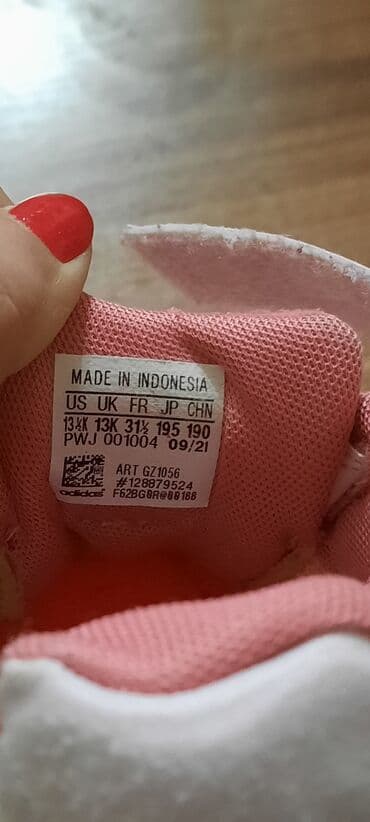 MADE IN INDONESIA
US UK FR JP CHN
13½K 13K 31½ 195 190
PWJ 001004 09/21
ART GZ1056
#128879524
adidas F62BG0R@00188